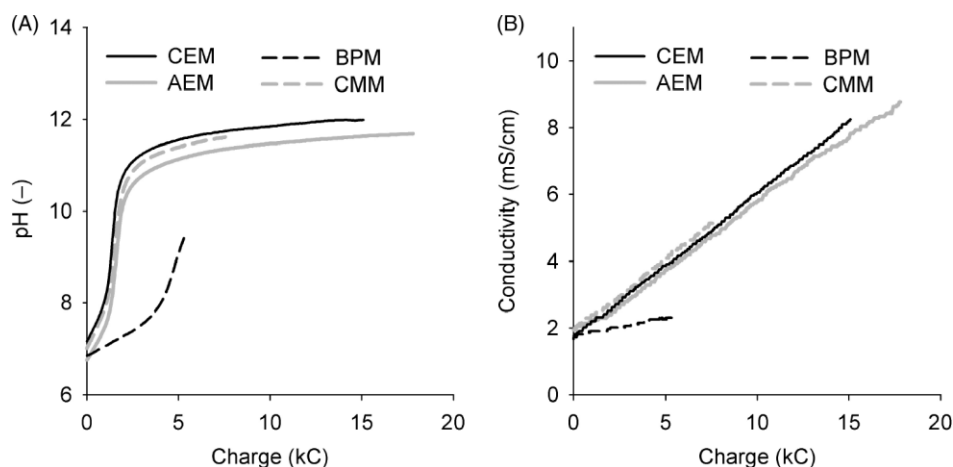 (A)
14
12
10
8
6
pH (–)
CEM
AEM
BPM
CMM
0 5 10 15 20
Charge (kC)
(B)
10
8
6
4
2
0
Conductivity (mS/cm)
CEM
AEM
BPM
CMM
0 5 10 15 20
Charge (kC)